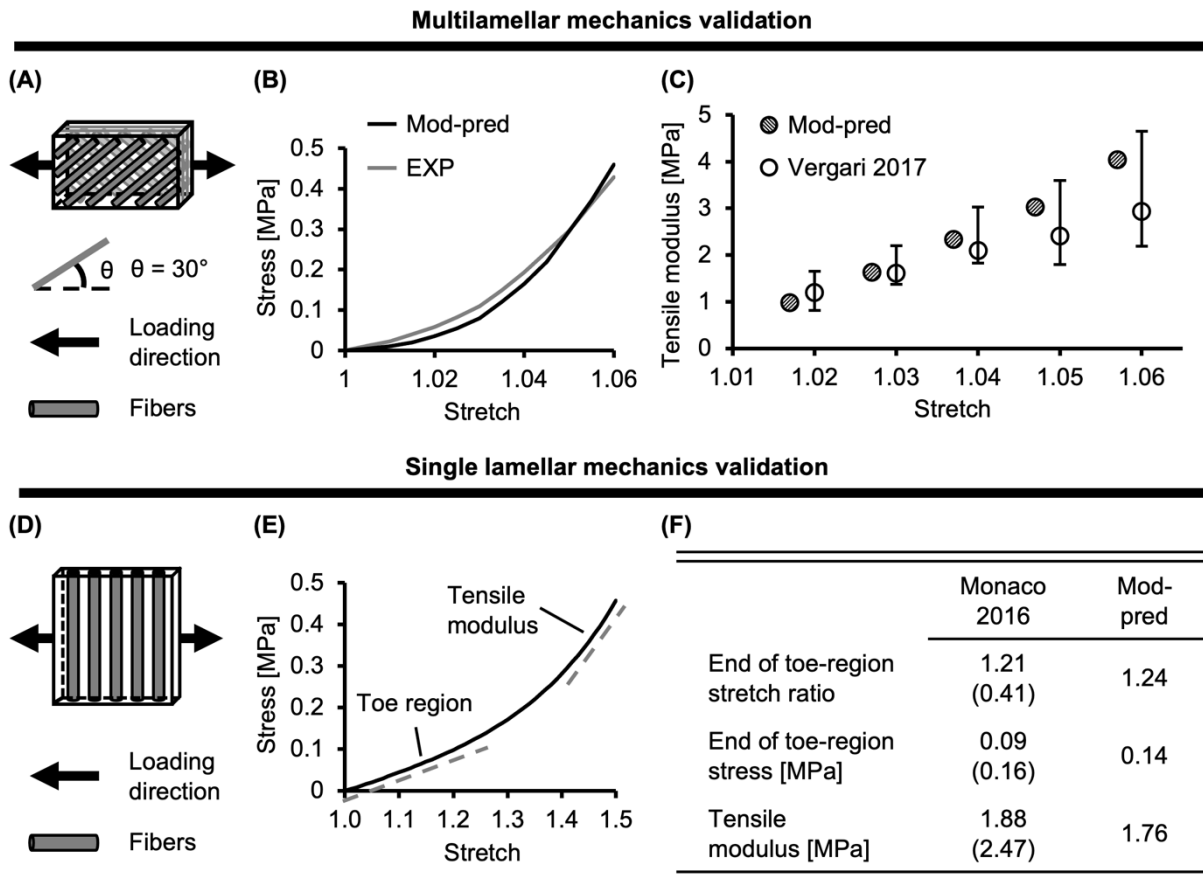 Multilamellar mechanics validation
(A)
θ θ = 30°
Loading
direction
Fibers
(B)
Mod-pred
EXP
Stress [MPa]
0.5
0.4
0.3
0.2
0.1
0
1 1.02 1.04 1.06
Stretch
(C)
Mod-pred
Vergari 2017
Tensile modulus [MPa]
5
4
3
2
1
0
1.01 1.02 1.03 1.04 1.05 1.06
Stretch
Single lamellar mechanics validation
(D)
Loading
direction
Fibers
(E)
Stress [MPa]
0.5
0.4
0.3
0.2
0.1
0
Tensile
modulus
Toe region
1.0 1.1 1.2 1.3 1.4 1.5
Stretch
(F)
Monaco Mod-
2016 pred
End of toe-region 1.21 1.24
stretch ratio (0.41)
End of toe-region 0.09 0.14
stress [MPa] (0.16)
Tensile 1.88 1.76
modulus [MPa] (2.47)